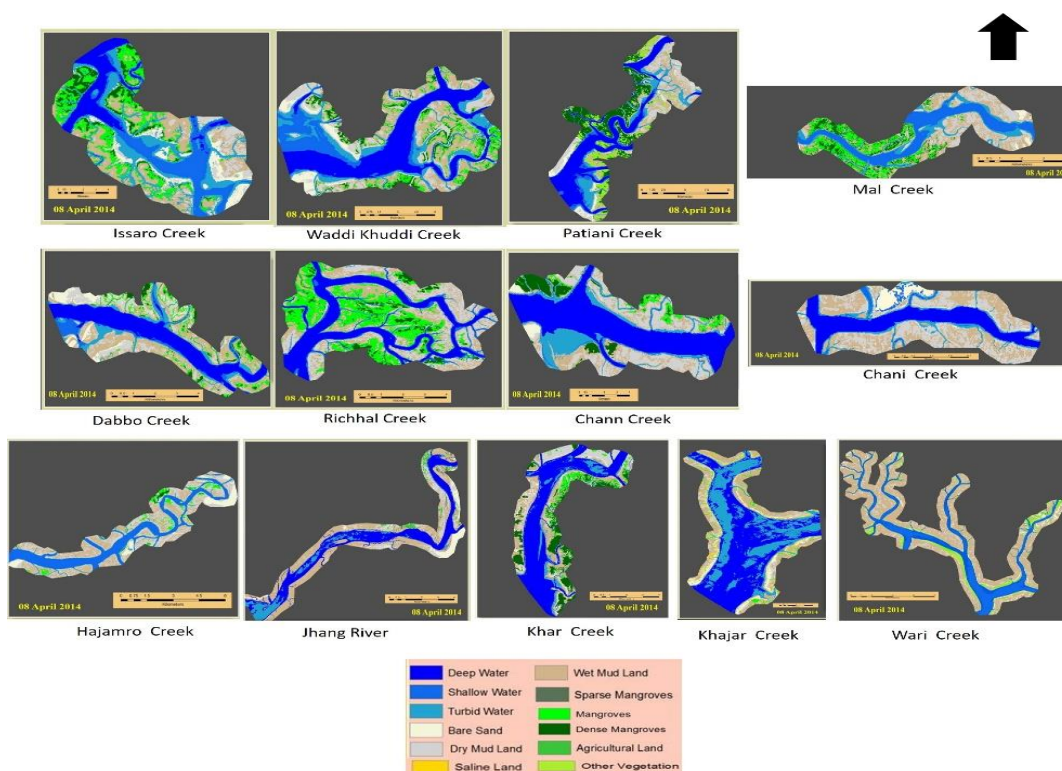 08 April 2014
Issaro Creek
08 April 2014
Waddi Khuddi Creek
08 April 2014
Patiani Creek
08 April 20
Mal Creek
08 April 2014
Dabbo Creek
08 April 2014
Richhal Creek
08 April 2014
Chann Creek
08 April 2014
Chani Creek
08 April 2014
Kilometers
Hajamro Creek
08 April 2014
Jhang River
08 April 2014
Khar Creek
08 April 2014
Khajar Creek
08 April 2014
Wari Creek
Deep Water
Shallow Water
Turbid Water
Bare Sand
Dry Mud Land
Saline Land
Wet Mud Land
Sparse Mangroves
Mangroves
Dense Mangroves
Agricultural Land
Other Vegetation